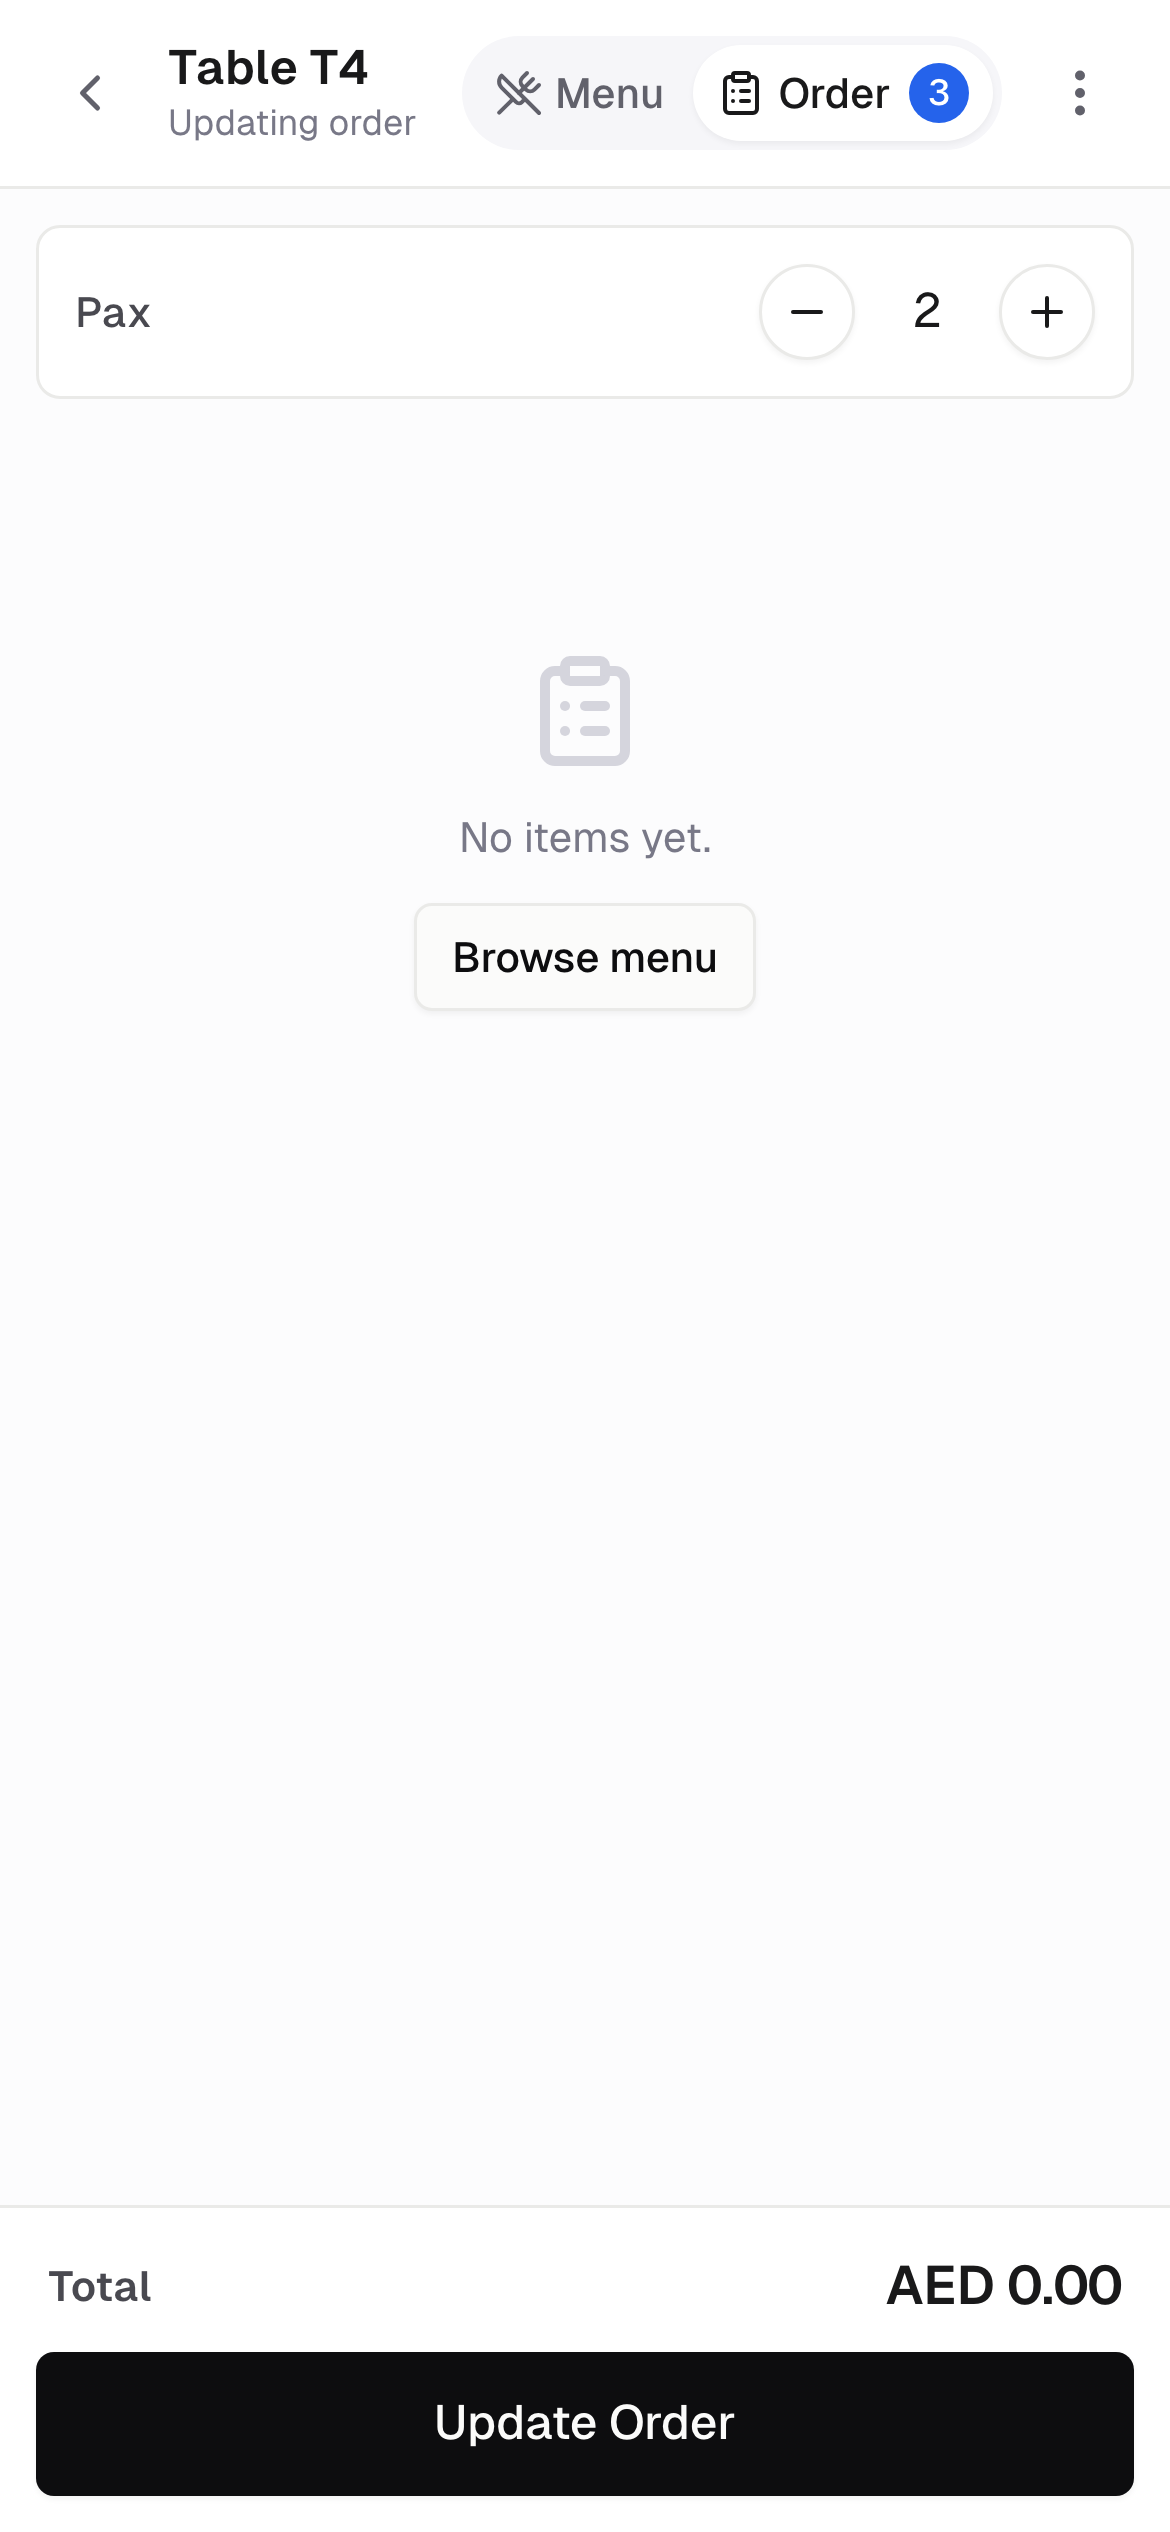 Table T4
Updating order
Menu
Order 3
Pax
2
No items yet.
Browse menu
Total
AED 0.00
Update Order